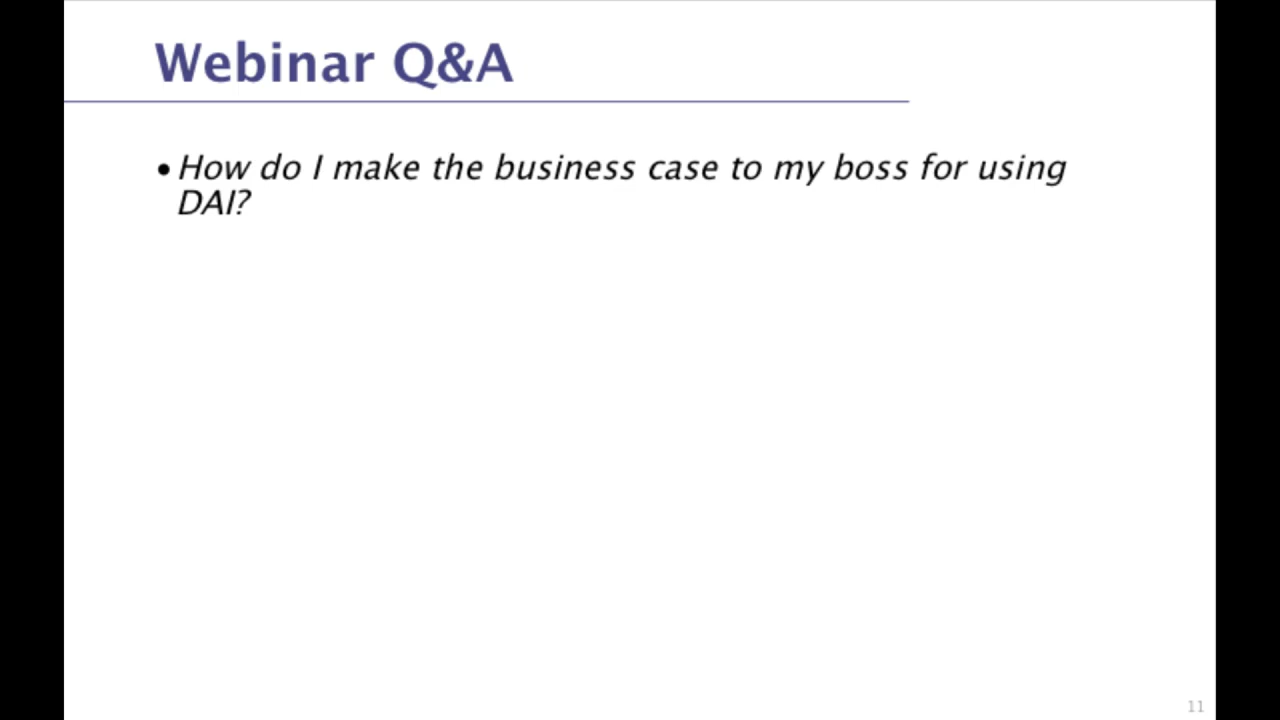 Webinar Q&A
• How do I make the business case to my boss for using
DAI?
11